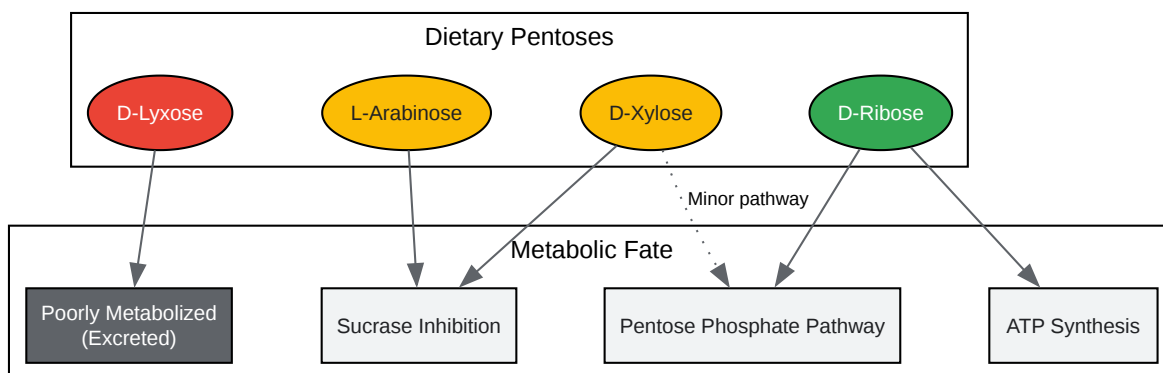 Dietary Pentoses
D-Lyxose
L-Arabinose
D-Xylose
D-Ribose
Minor pathway
Metabolic Fate
Poorly Metabolized
(Excreted)
Sucrase Inhibition
Pentose Phosphate Pathway
ATP Synthesis